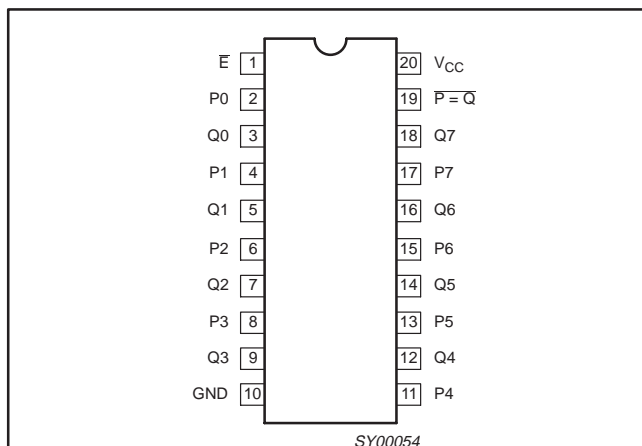 E̅ 1 20 VCC
P0 2 19 P̅ ̅=̅ ̅Q̅
Q0 3 18 Q7
P1 4 17 P7
Q1 5 16 Q6
P2 6 15 P6
Q2 7 14 Q5
P3 8 13 P5
Q3 9 12 Q4
GND 10 11 P4
SY00054